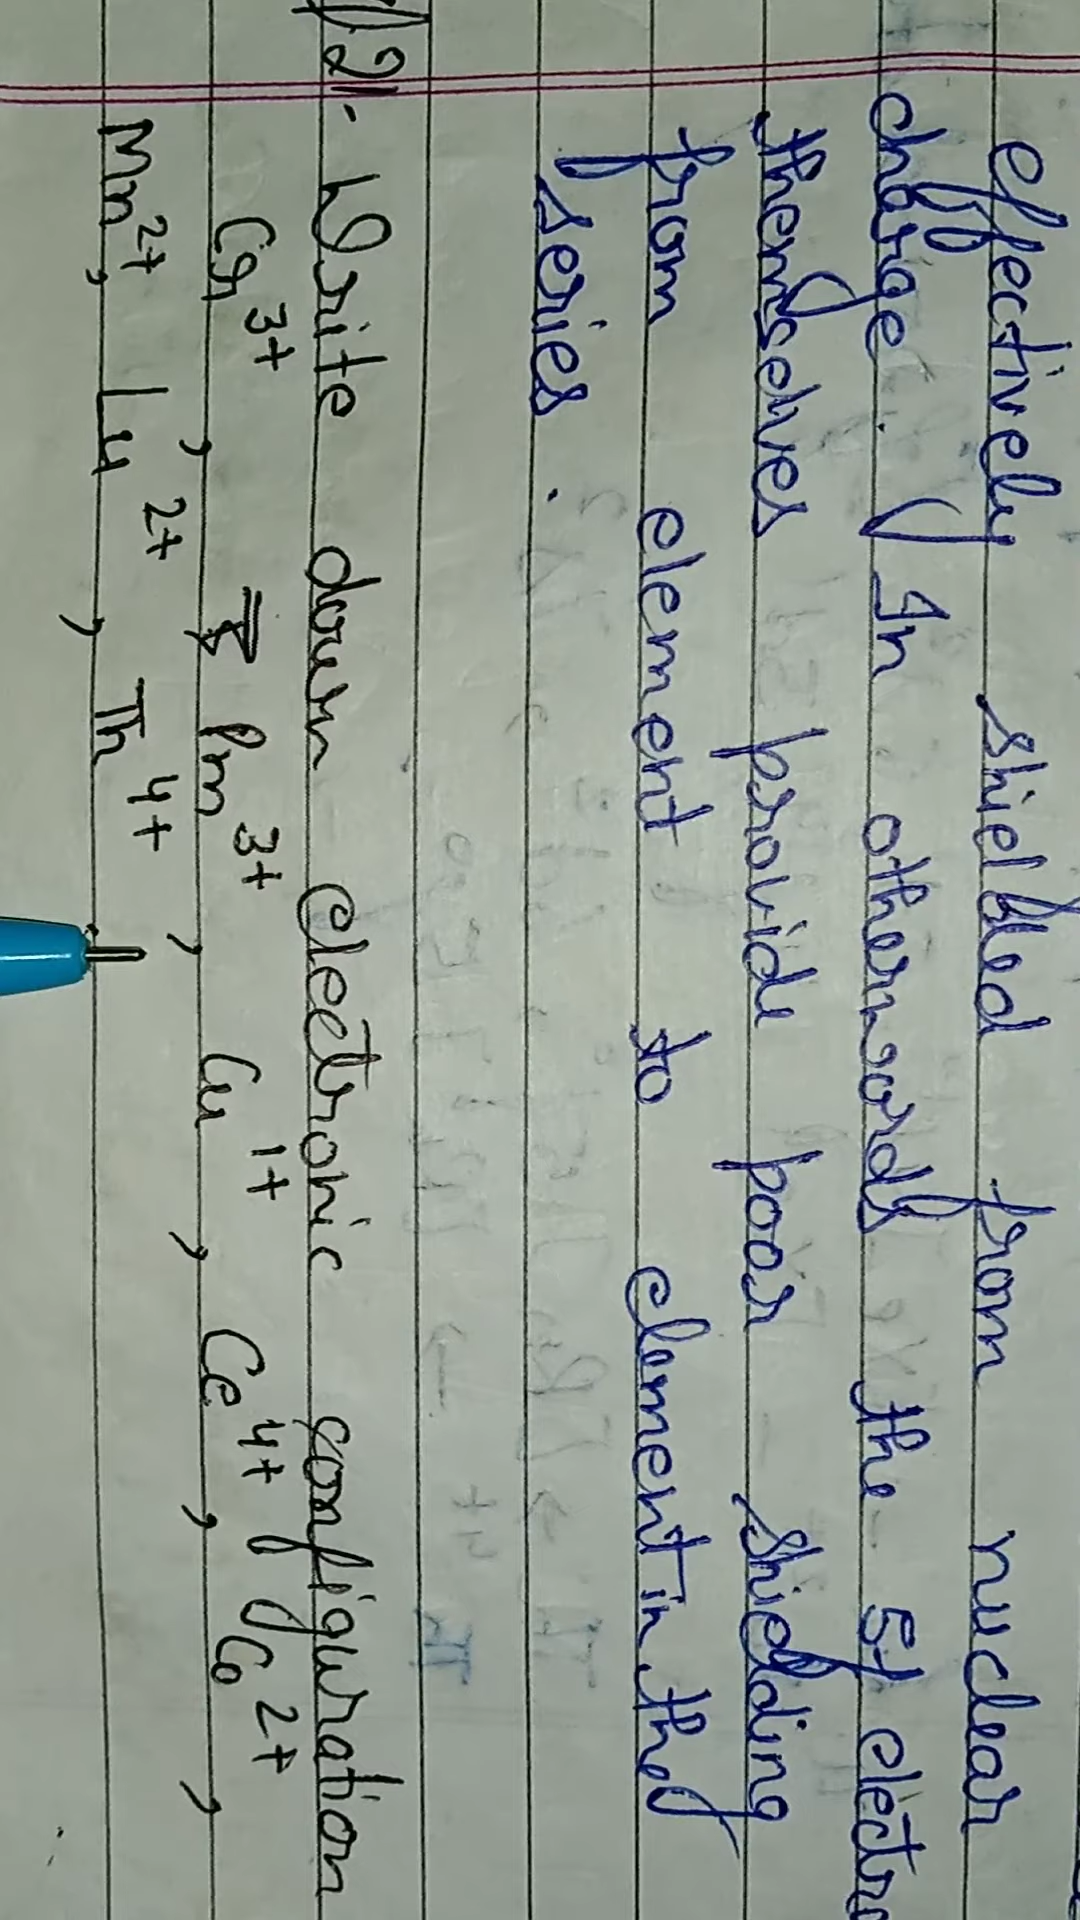 effectively shielded from nuclear
charge. In otherwords the 5f electro
themselves provide poor shielding
from element to element in the
series.
Q21- Write down electronic configuration
Cr3+, Pm3+, Cu1+, Ce4+, Co2+,
Mn2+, Lu2+, Th4+